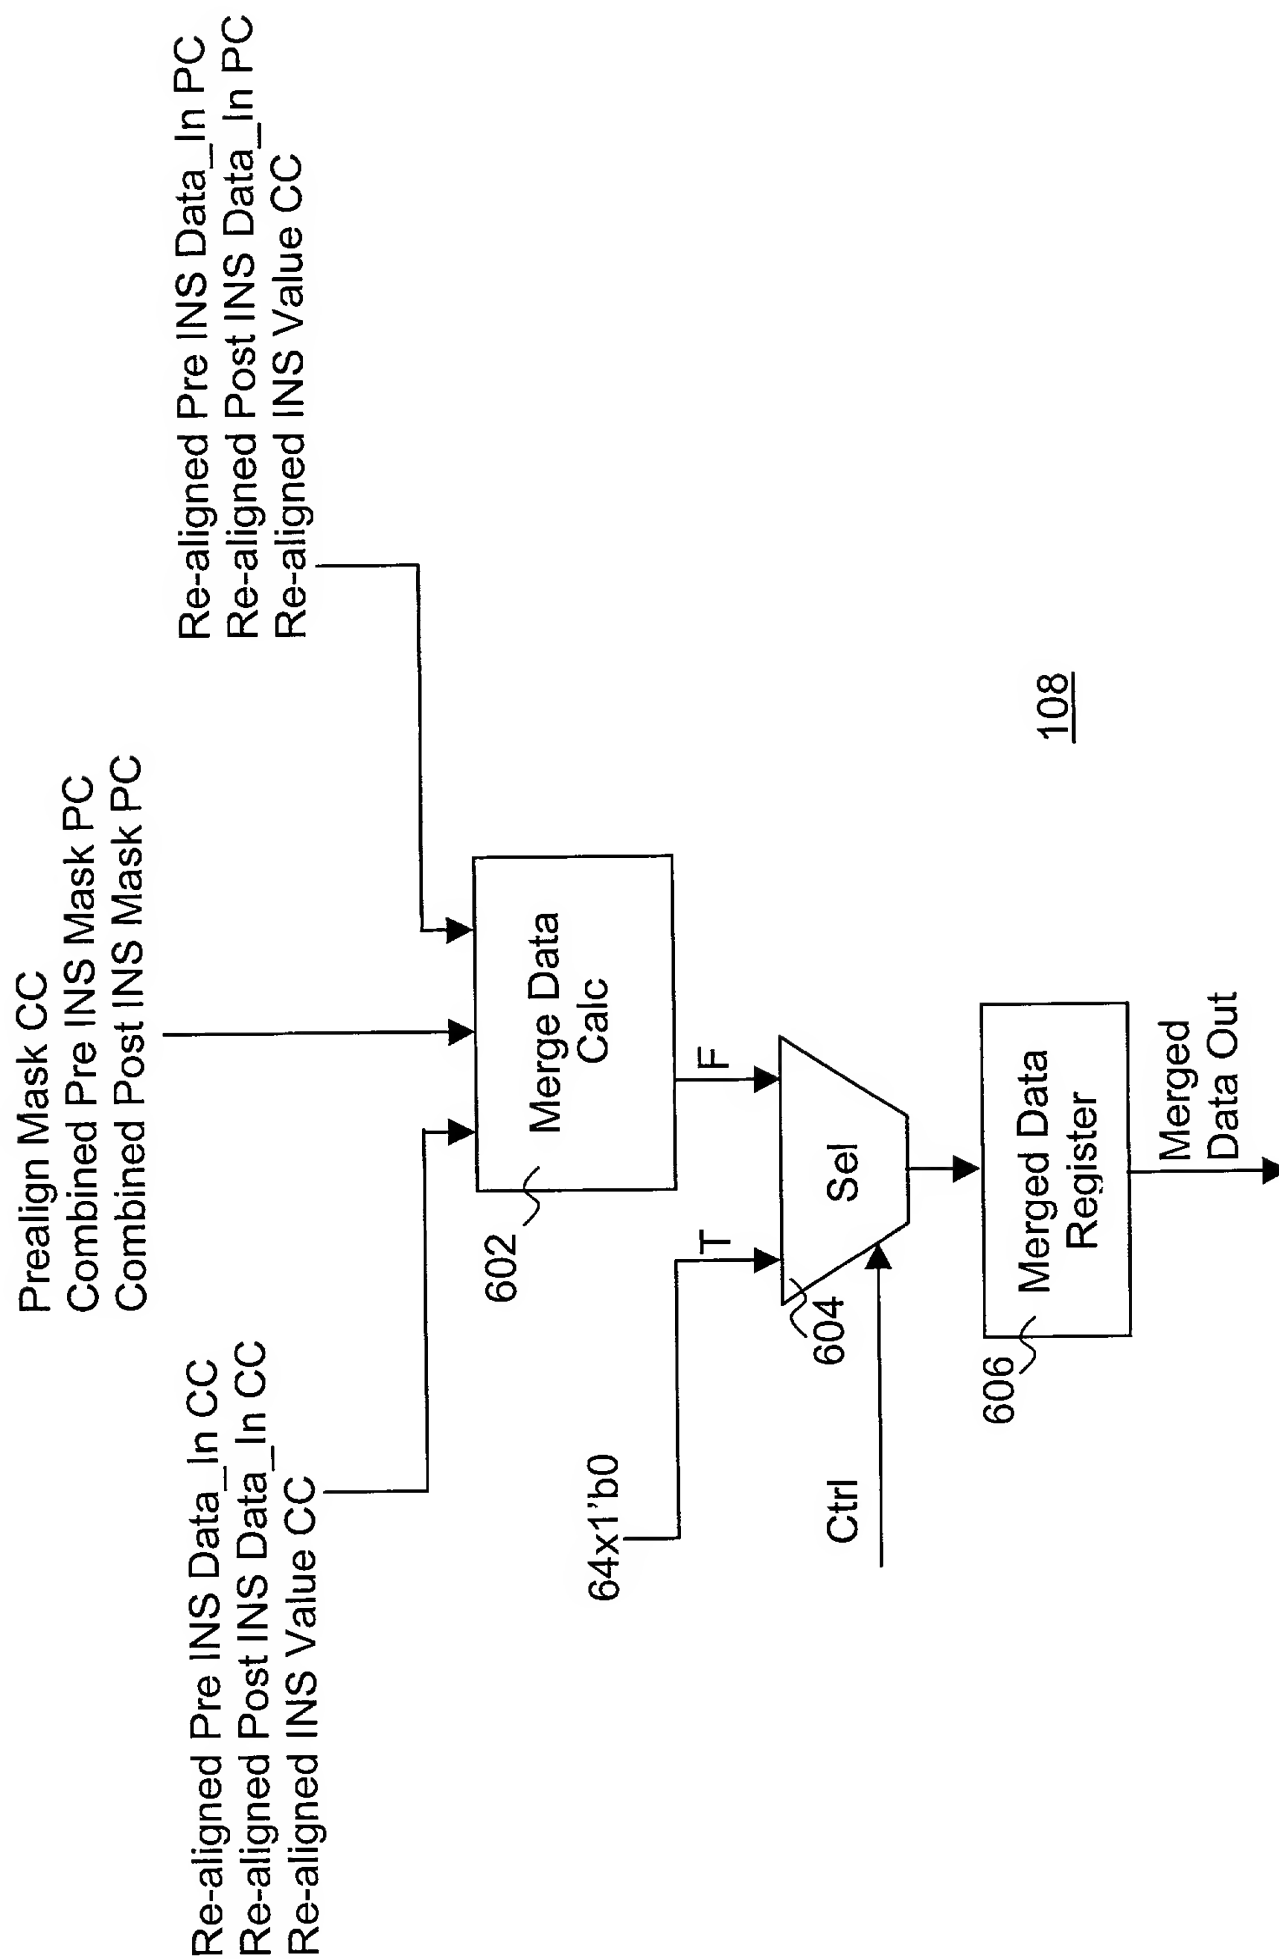 Prealign Mask CC
Combined Pre INS Mask PC
Combined Post INS Mask PC
Re-aligned Pre INS Data_In CC
Re-aligned Post INS Data_In CC
Re-aligned INS Value CC
Re-aligned Pre INS Data_In PC
Re-aligned Post INS Data_In PC
Re-aligned INS Value CC
602
Merge Data
Calc
64x1'b0
T
F
604
Sel
Ctrl
606
Merged Data
Register
Merged
Data Out
108